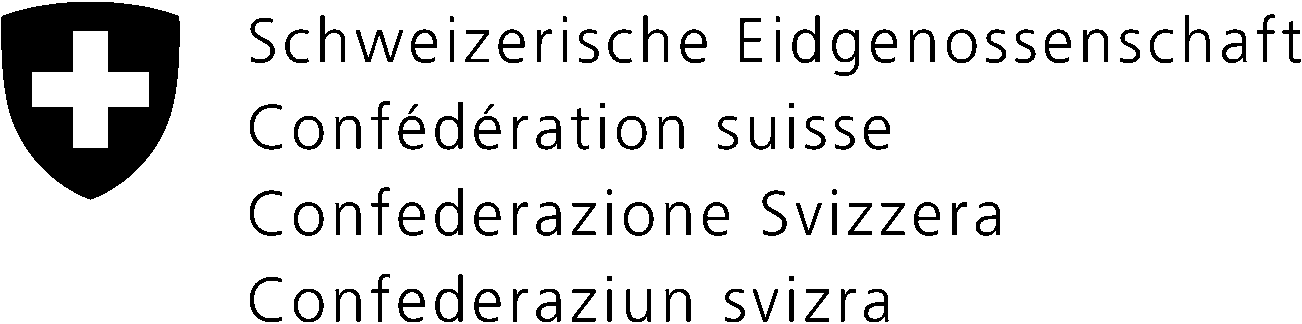 Schweizerische Eidgenossenschaft
Confédération suisse
Confederazione Svizzera
Confederaziun svizra